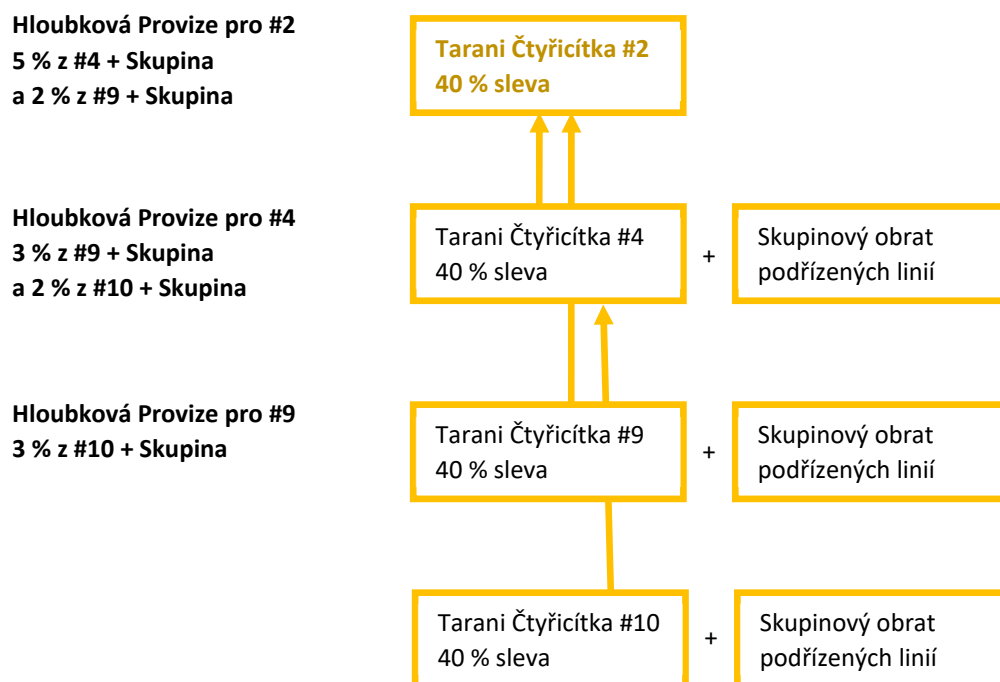 Hloubková Provize pro #2
5 % z #4 + Skupina
a 2 % z #9 + Skupina
Tarani Čtyřicítka #2
40 % sleva
Hloubková Provize pro #4
3 % z #9 + Skupina
a 2 % z #10 + Skupina
Tarani Čtyřicítka #4
40 % sleva
+
Skupinový obrat
podřízených linií
Hloubková Provize pro #9
3 % z #10 + Skupina
Tarani Čtyřicítka #9
40 % sleva
+
Skupinový obrat
podřízených linií
Tarani Čtyřicítka #10
40 % sleva
+
Skupinový obrat
podřízených linií